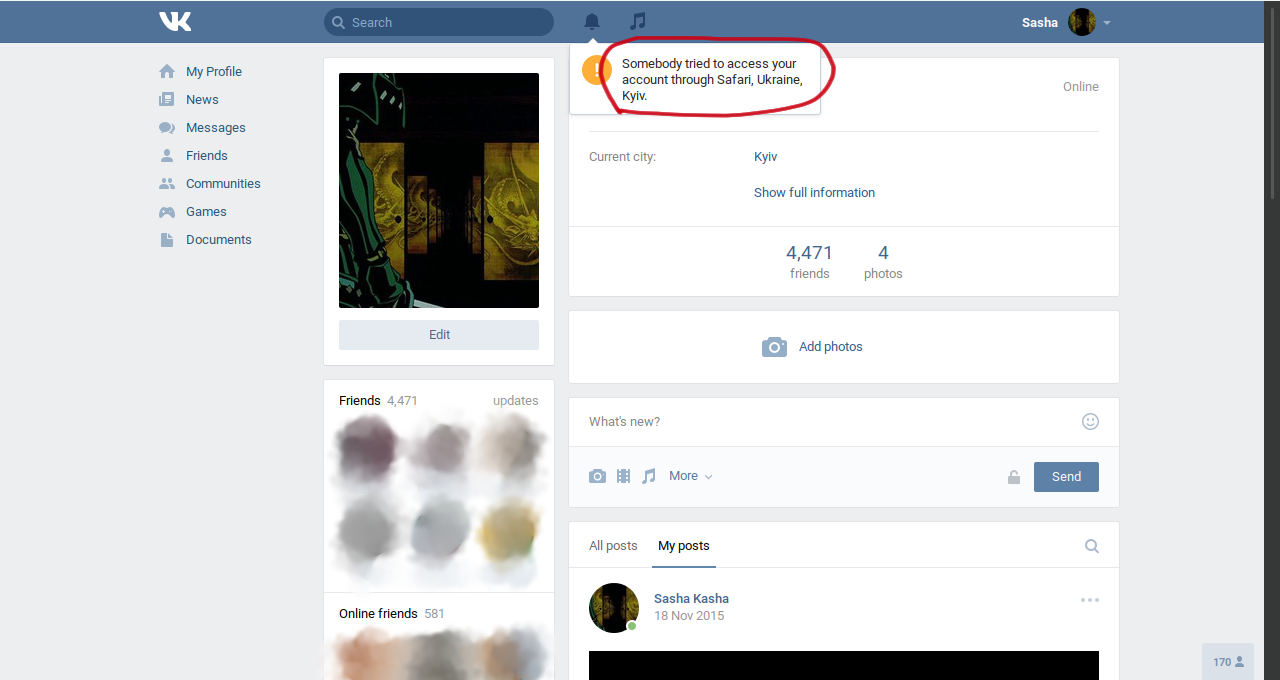 Search
Sasha
Somebody tried to access your
account through Safari, Ukraine,
Kyiv.
My Profile
News
Messages
Friends
Communities
Games
Documents
Online
Current city:
Kyiv
Show full information
4,471
friends
4
photos
Edit
Add photos
Friends 4,471
updates
What's new?
More
Send
All posts
My posts
Sasha Kasha
18 Nov 2015
Online friends 581
170